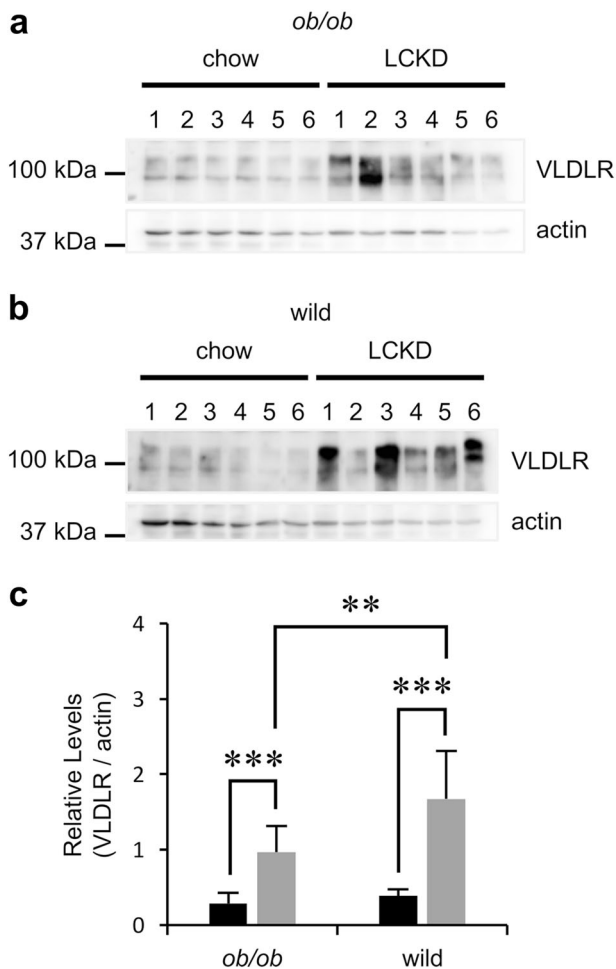 a
ob/ob
chow LCKD
1 2 3 4 5 6 1 2 3 4 5 6
100 kDa VLDLR
37 kDa actin
b
wild
chow LCKD
1 2 3 4 5 6 1 2 3 4 5 6
100 kDa VLDLR
37 kDa actin
c
Relative Levels
(VLDLR / actin)
4
3
2
1
0
**
***
***
ob/ob wild